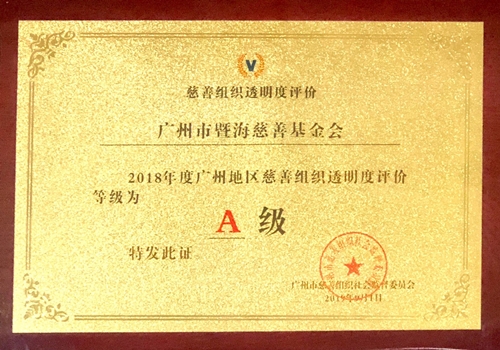 V
慈善组织透明度评价
广州市暨海慈善基金会
2018年度广州地区慈善组织透明度评价
等级为
A 级
特发此证
广州市慈善组织社会监督委员会